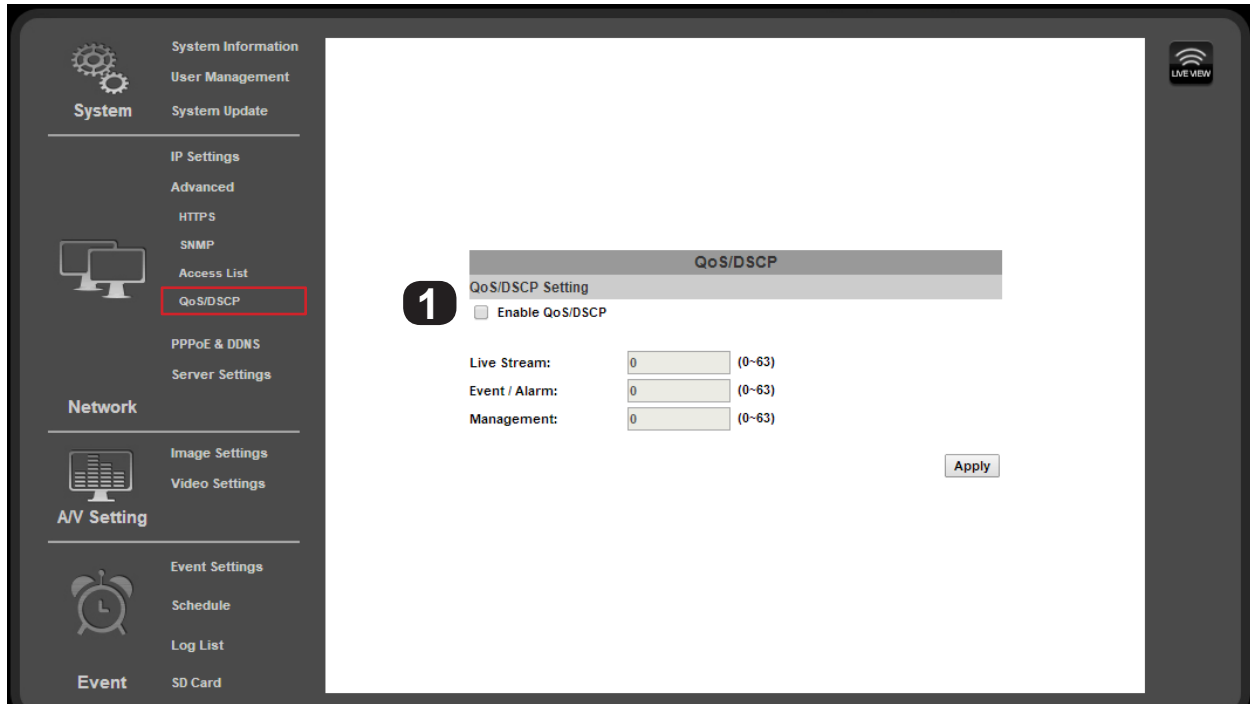 System
System Information
User Management
System Update
Network
IP Settings
Advanced
HTTPS
SNMP
Access List
QoS/DSCP
PPPoE & DDNS
Server Settings
A/V Setting
Image Settings
Video Settings
Event
Event Settings
Schedule
Log List
SD Card
QoS/DSCP
QoS/DSCP Setting
1
Enable QoS/DSCP
Live Stream: 0 (0~63)
Event / Alarm: 0 (0~63)
Management: 0 (0~63)
Apply
LIVE VIEW